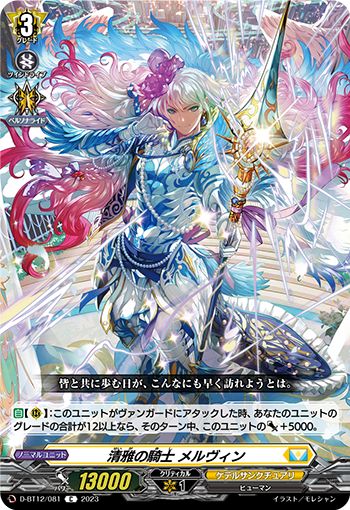 3
グレード
ツインドライブ
ペルソナライド
皆と共に歩む日が、こんなにも早く訪れようとは。
自【Ⓡ】:このユニットがヴァンガードにアタックした時、あなたのユニットのグレードの合計が12以上なら、そのターン中、このユニットの+5000。
ノーマルユニット
清雅の騎士 メルヴィン
パワー 13000
クリティカル
1
ケテルサンクチュアリ
ヒューマン
D-BT12/081 C 2023
イラスト/モレシャン